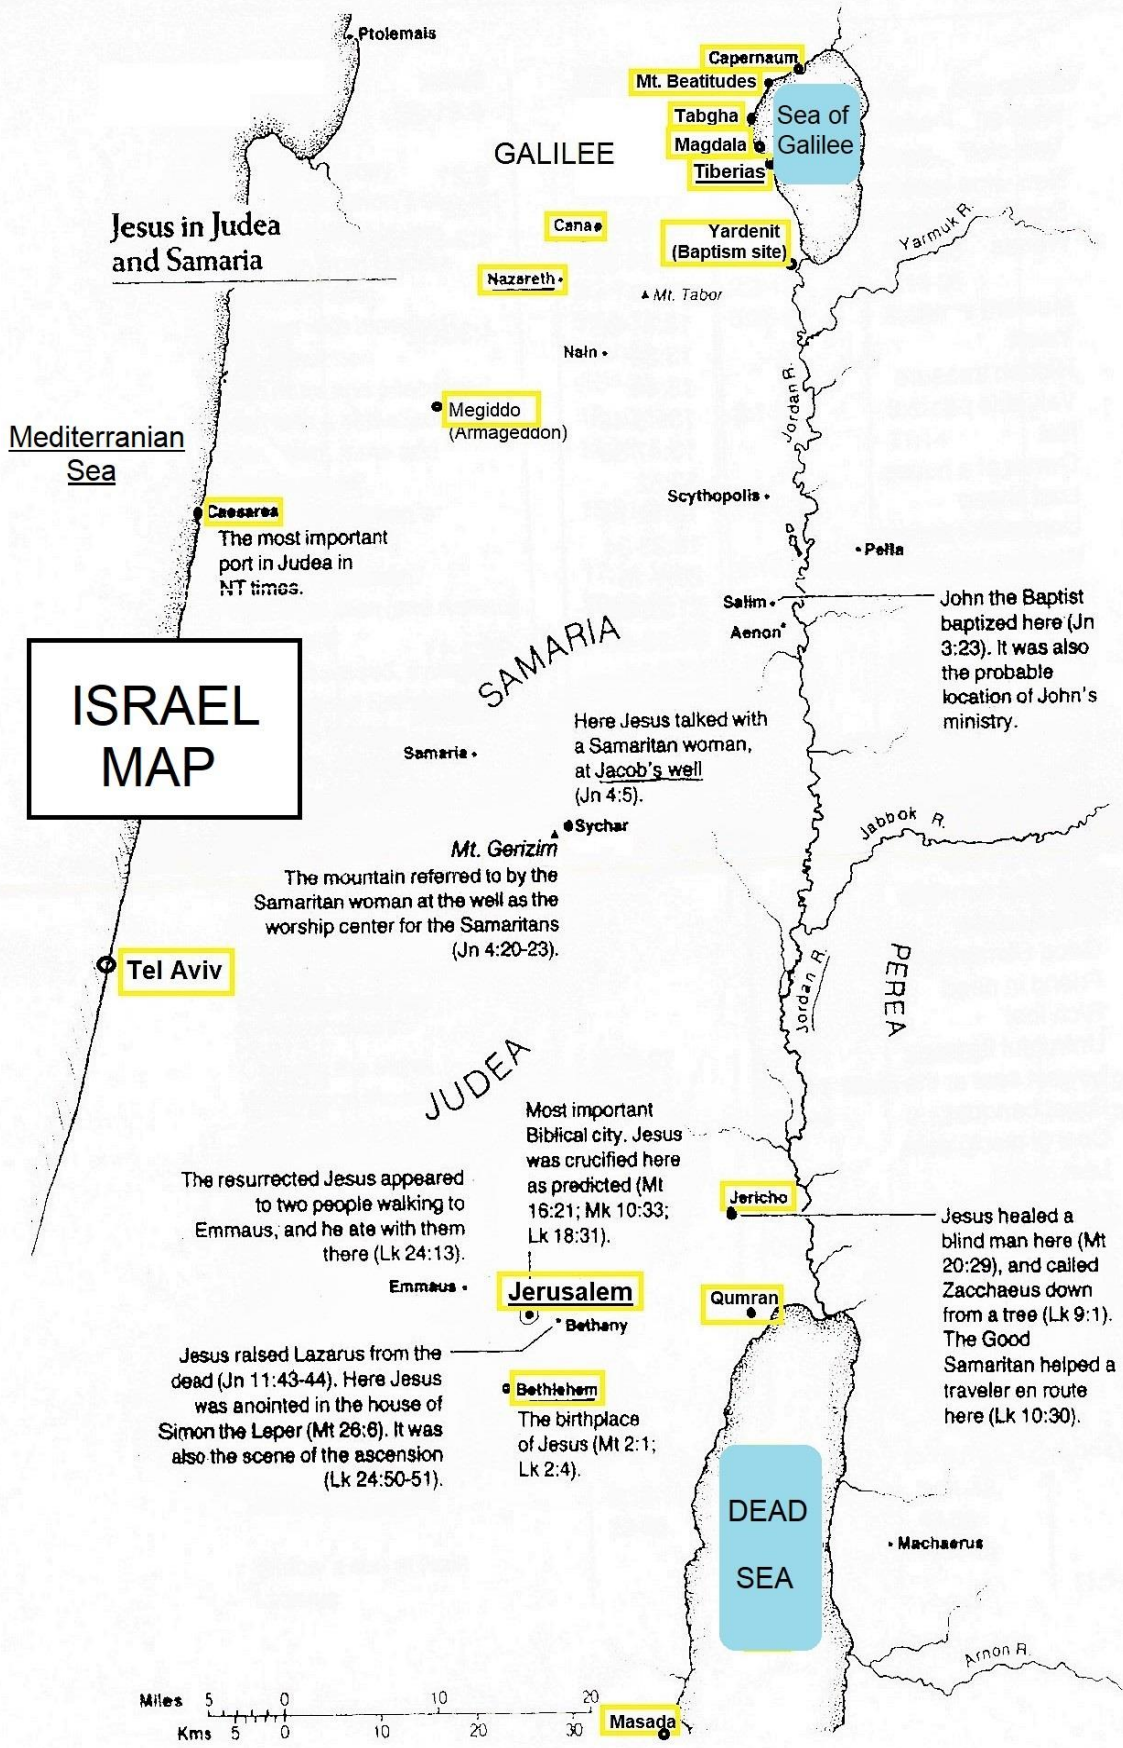 Ptolemais
Capernaum
Mt. Beatitudes
Tabgha
Sea of
Galilee
Magdala
GALILEE
Tiberias
Jesus in Judea
and Samaria
Cana
Yardenit
(Baptism site)
Yarmuk R.
Nazareth
Mt. Tabor
Nain
Jordan R.
Megiddo
(Armageddon)
Mediterranian
Sea
Scythopolis
Caesarea
The most important
port in Judea in
NT times.
Pella
Salim
Aenon
John the Baptist
baptized here (Jn
3:23). It was also
the probable
location of John's
ministry.
SAMARIA
ISRAEL
MAP
Here Jesus talked with
a Samaritan woman,
at Jacob's well
(Jn 4:5).
Samaria
Sychar
Jabbok R.
Mt. Gerizim
The mountain referred to by the
Samaritan woman at the well as the
worship center for the Samaritans
(Jn 4:20-23).
Tel Aviv
Jordan R.
PEREA
JUDEA
Most important
Biblical city. Jesus
was crucified here
as predicted (Mt
16:21; Mk 10:33;
Lk 18:31).
The resurrected Jesus appeared
to two people walking to
Emmaus, and he ate with them
there (Lk 24:13).
Jericho
Jesus healed a
blind man here (Mt
20:29), and called
Zacchaeus down
from a tree (Lk 9:1).
The Good
Samaritan helped a
traveler en route
here (Lk 10:30).
Emmaus
Jerusalem
Qumran
Bethany
Jesus raised Lazarus from the
dead (Jn 11:43-44). Here Jesus
was anointed in the house of
Simon the Leper (Mt 26:6). It was
also the scene of the ascension
(Lk 24:50-51).
Bethlehem
The birthplace
of Jesus (Mt 2:1;
Lk 2:4).
DEAD
SEA
Machaerus
Arnon R.
Miles 5 0 10 20
Kms 5 0 10 20 30
Masada